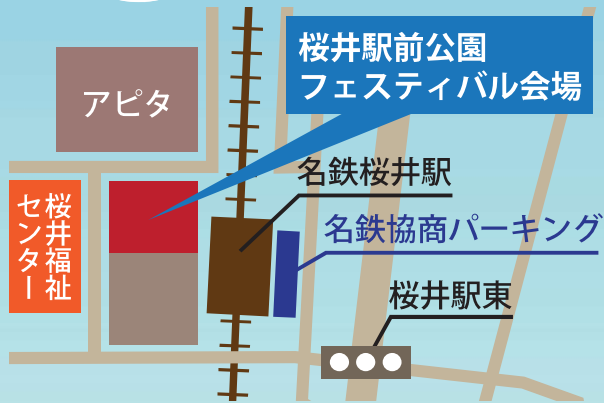 桜井駅前公園
フェスティバル会場
アピタ
名鉄桜井駅
桜井福祉
センター
名鉄協商パーキング
桜井駅東